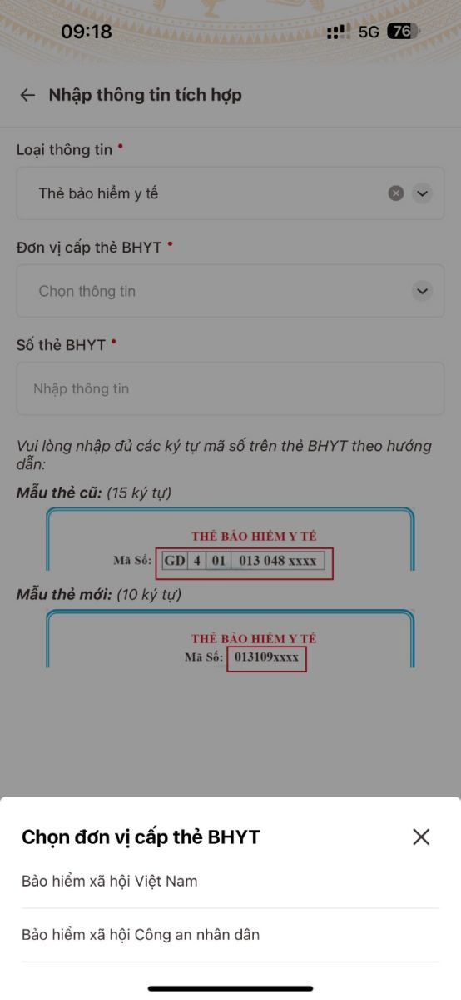 09:18
5G 76
Nhập thông tin tích hợp
Loại thông tin •
Thẻ bảo hiểm y tế
Đơn vị cấp thẻ BHYT •
Chọn thông tin
Số thẻ BHYT •
Nhập thông tin
Vui lòng nhập đủ các ký tự mã số trên thẻ BHYT theo hướng
dẫn:
Mẫu thẻ cũ: (15 ký tự)
THẺ BẢO HIỂM Y TẾ
Mã Số: GD 4 01 013 048 xxxx
Mẫu thẻ mới: (10 ký tự)
THẺ BẢO HIỂM Y TẾ
Mã Số: 013109xxxx
Chọn đơn vị cấp thẻ BHYT
Bảo hiểm xã hội Việt Nam
Bảo hiểm xã hội Công an nhân dân